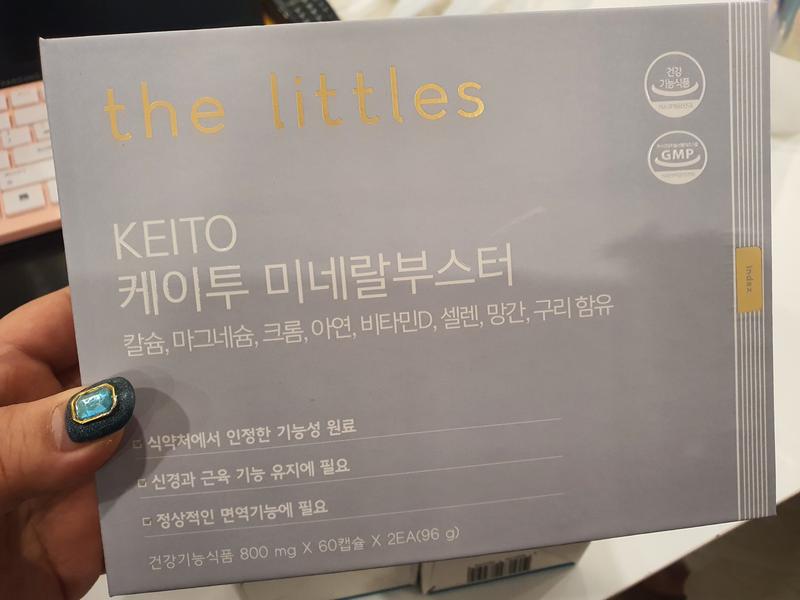 the littles
건강
기능식품
GMP
KEITO
케이투 미네랄부스터
칼슘, 마그네슘, 크롬, 아연, 비타민D, 셀렌, 망간, 구리 함유
index
식약처에서 인정한 기능성 원료
신경과 근육 기능 유지에 필요
정상적인 면역기능에 필요
건강기능식품 800 mg X 60캡슐 X 2EA(96 g)